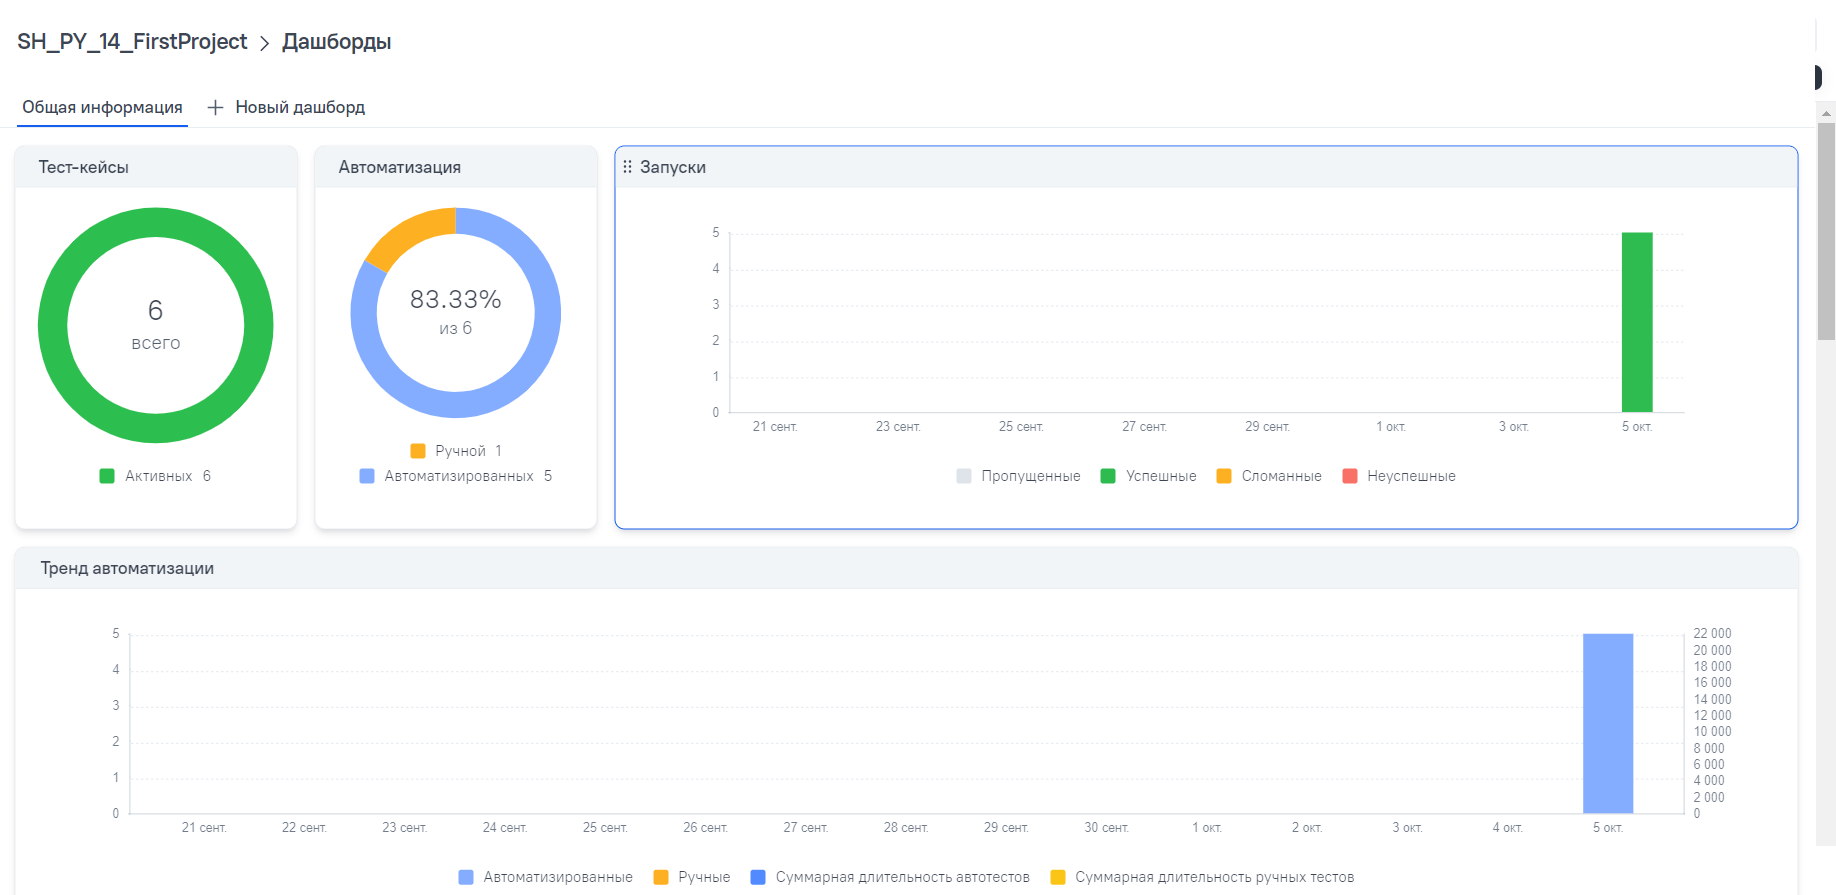 SH_PY_14_FirstProject > Дашборды
Общая информация + Новый дашборд
Тест-кейсы
6
всего
Активных 6
Автоматизация
83.33%
из 6
Ручной 1
Автоматизированных 5
Запуски
5
4
3
2
1
0
21 сент. 23 сент. 25 сент. 27 сент. 29 сент. 1 окт. 3 окт. 5 окт.
Пропущенные Успешные Сломанные Неуспешные
Тренд автоматизации
5
4
3
2
1
0
22 000
20 000
18 000
16 000
14 000
12 000
10 000
8 000
6 000
4 000
2 000
0
21 сент. 22 сент. 23 сент. 24 сент. 25 сент. 26 сент. 27 сент. 28 сент. 29 сент. 30 сент. 1 окт. 2 окт. 3 окт. 4 окт. 5 окт.
Автоматизированные Ручные Суммарная длительность автотестов Суммарная длительность ручных тестов